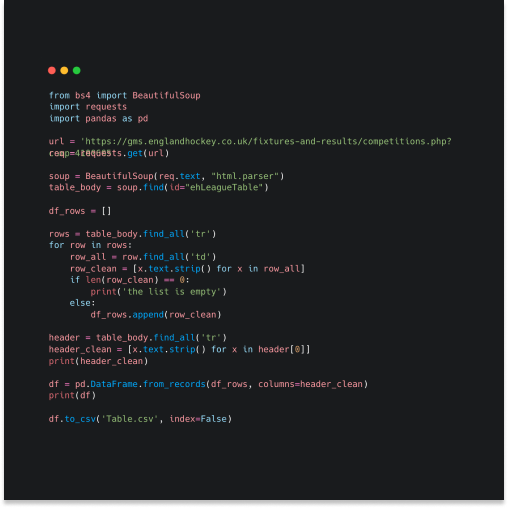 from bs4 import BeautifulSoup
import requests
import pandas as pd
url = 'https://gms.englandhockey.co.uk/fixtures-and-results/competitions.php?
req = requests.get(url)
soup = BeautifulSoup(req.text, "html.parser")
table_body = soup.find(id="ehLeagueTable")
df_rows = []
rows = table_body.find_all('tr')
for row in rows:
    row_all = row.find_all('td')
    row_clean = [x.text.strip() for x in row_all]
    if len(row_clean) == 0:
        print('the list is empty')
    else:
        df_rows.append(row_clean)
header = table_body.find_all('tr')
header_clean = [x.text.strip() for x in header[0]]
print(header_clean)
df = pd.DataFrame.from_records(df_rows, columns=header_clean)
print(df)
df.to_csv('Table.csv', index=False)